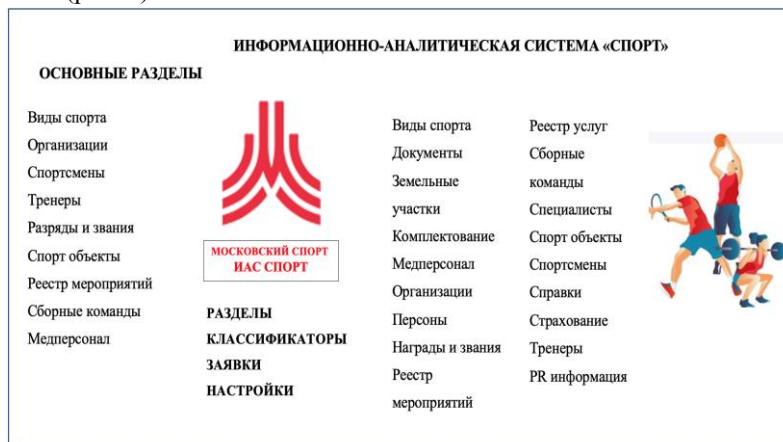 ИНФОРМАЦИОННО-АНАЛИТИЧЕСКАЯ СИСТЕМА «СПОРТ»
ОСНОВНЫЕ РАЗДЕЛЫ
Виды спорта
Организации
Спортсмены
Тренеры
Разряды и звания
Спорт объекты
Реестр мероприятий
Сборные команды
Медперсонал
МОСКОВСКИЙ СПОРТ
ИАС СПОРТ
РАЗДЕЛЫ
КЛАССИФИКАТОРЫ
ЗАЯВКИ
НАСТРОЙКИ
Виды спорта
Документы
Земельные
участки
Комплектование
Медперсонал
Организации
Персоны
Награды и звания
Реестр
мероприятий
Реестр услуг
Сборные
команды
Специалисты
Спорт объекты
Спортсмены
Справки
Страхование
Тренеры
PR информация